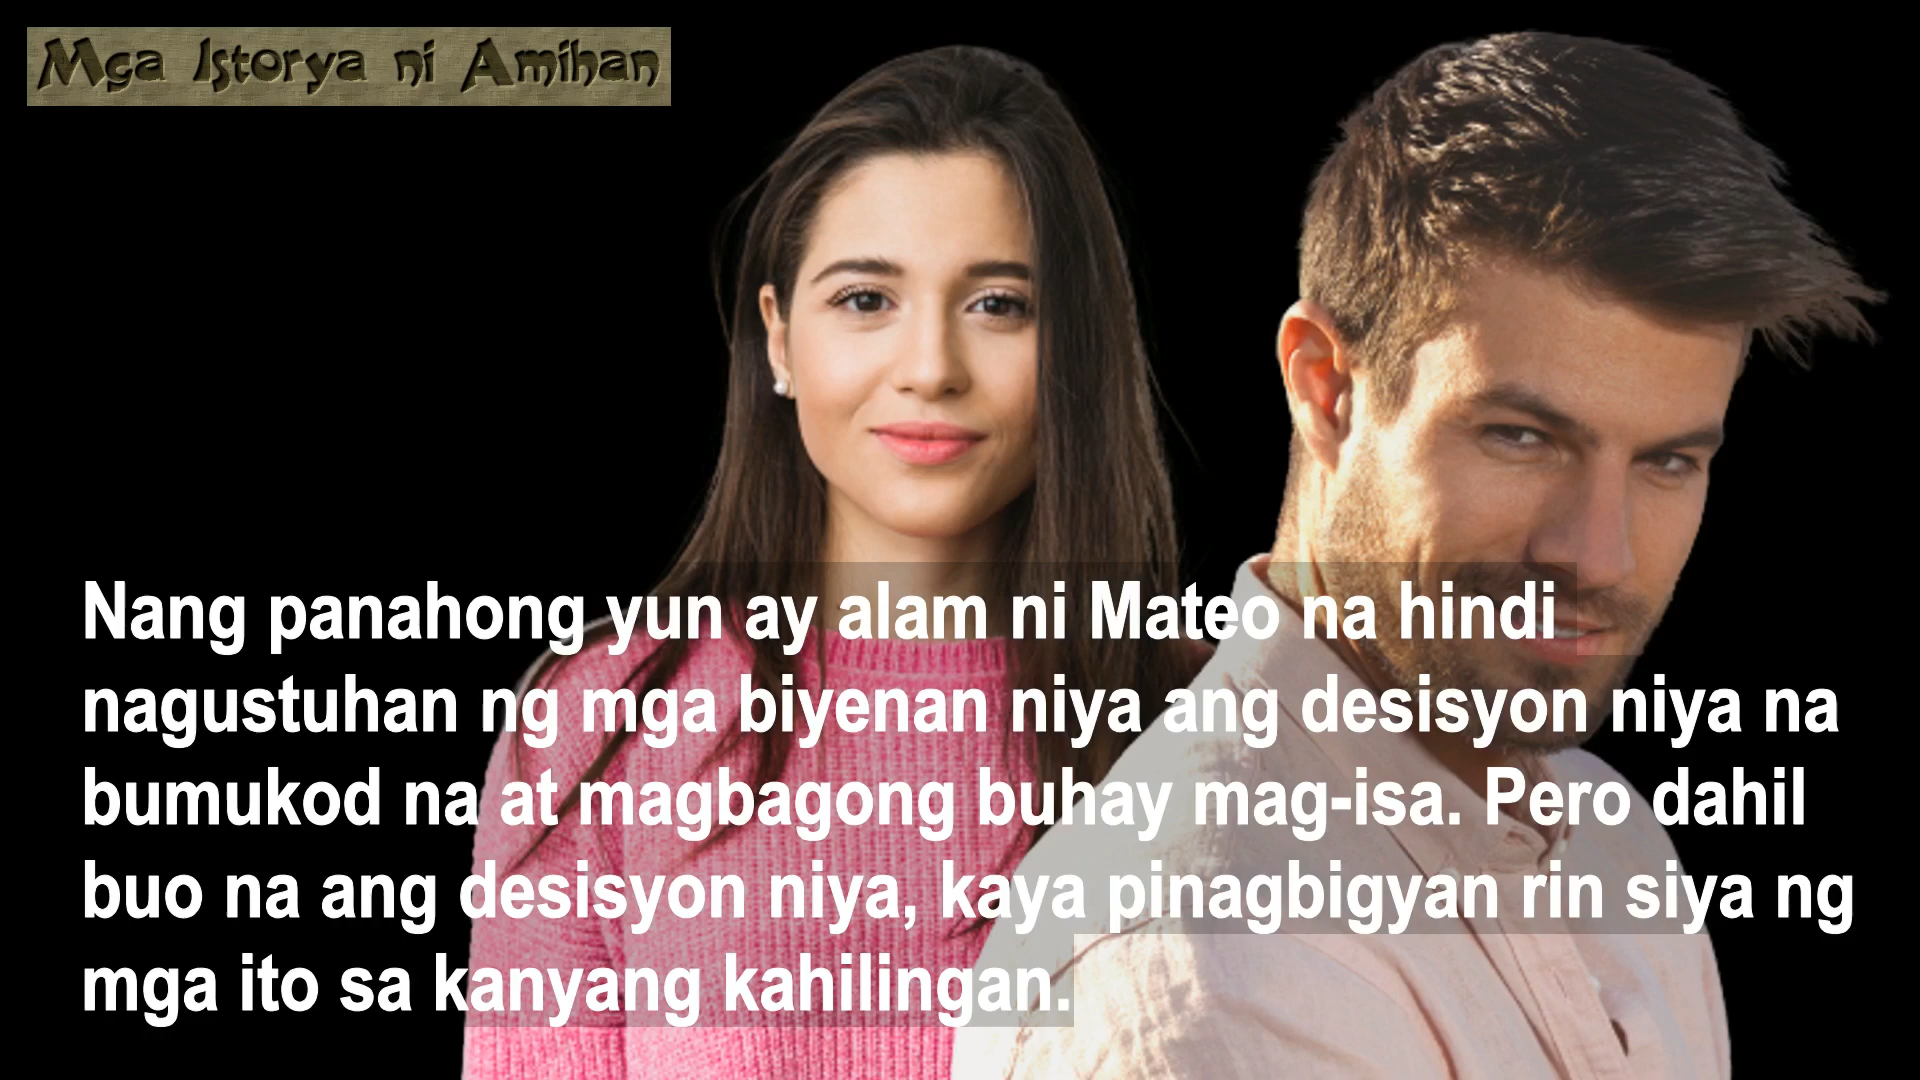 Mga Istorya ni Amihan
Nang panahong yun ay alam ni Mateo na hindi
nagustuhan ng mga biyenan niya ang desisyon niya na
bumukod na at magbagong buhay mag-isa. Pero dahil
buo na ang desisyon niya, kaya pinagbigyan rin siya ng
mga ito sa kanyang kahilingan.